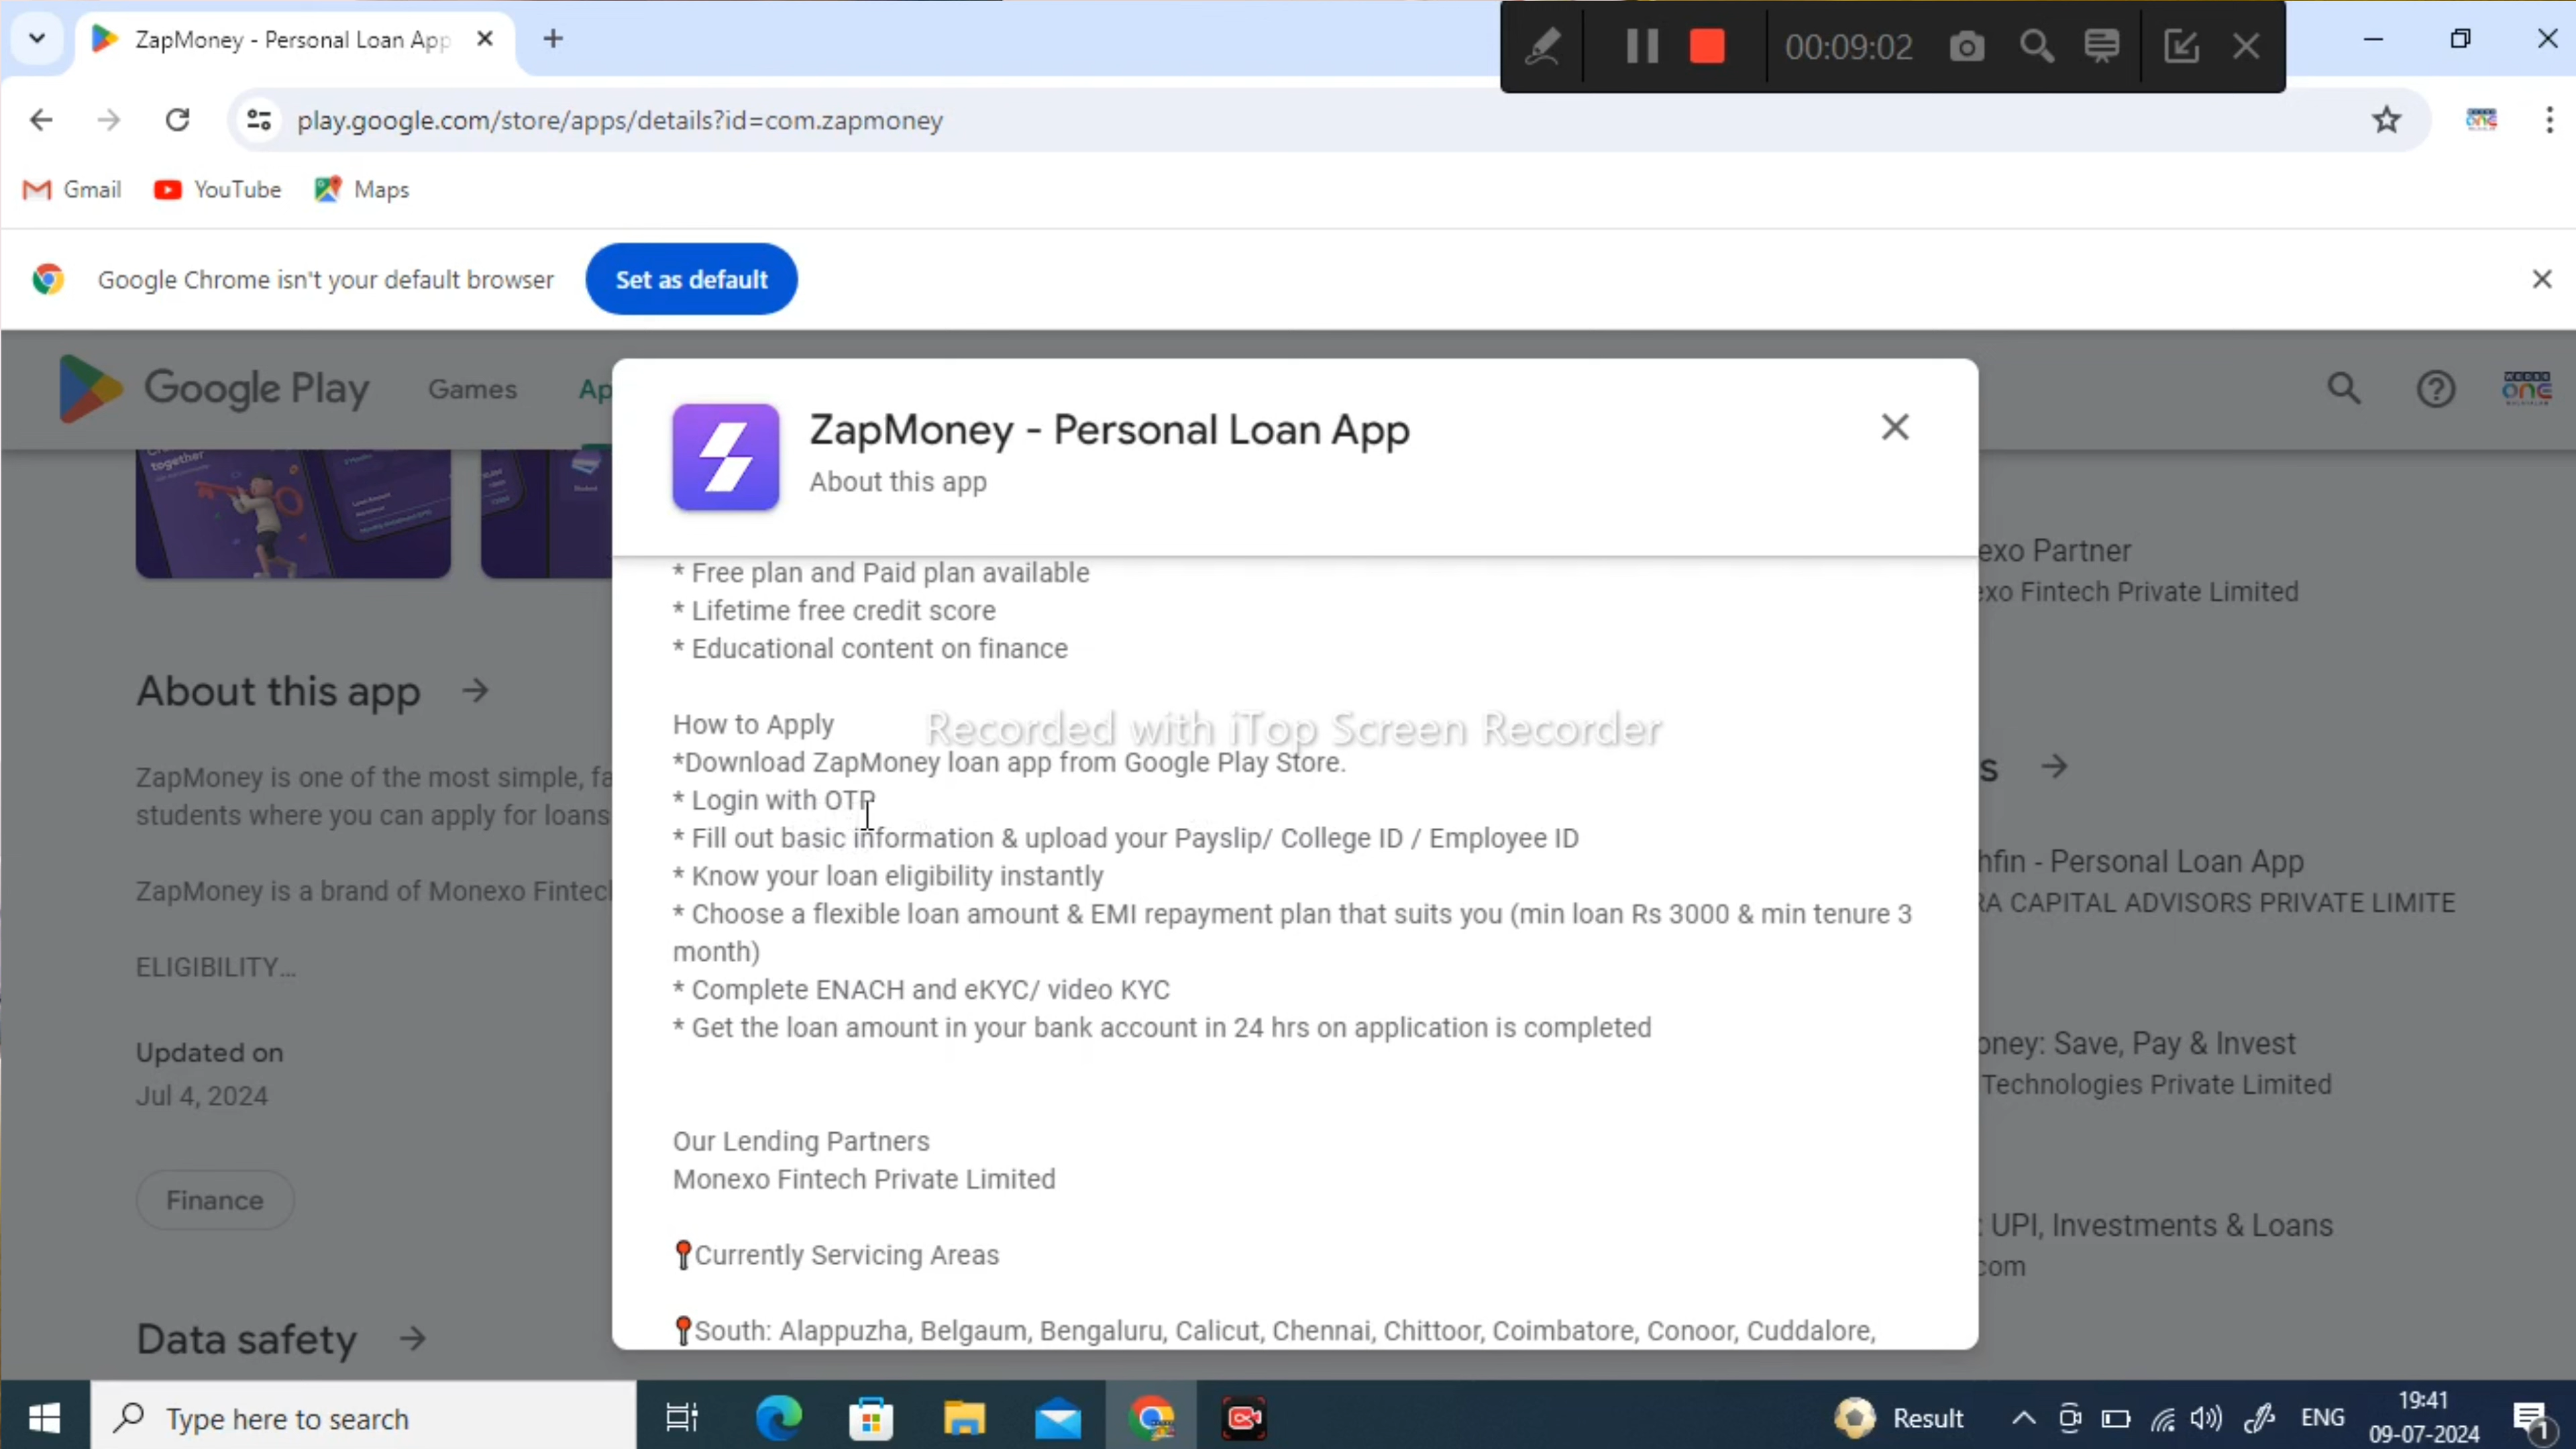 ZapMoney - Personal Loan App
00:09:02
play.google.com/store/apps/details?id=com.zapmoney
Gmail
YouTube
Maps
Google Chrome isn't your default browser
Set as default
Google Play
Games
Ap
ZapMoney - Personal Loan App
About this app
together
* Free plan and Paid plan available
* Lifetime free credit score
* Educational content on finance
How to Apply
Recorded with iTop Screen Recorder
*Download ZapMoney loan app from Google Play Store.
* Login with OTP
* Fill out basic information & upload your Payslip/ College ID / Employee ID
* Know your loan eligibility instantly
* Choose a flexible loan amount & EMI repayment plan that suits you (min loan Rs 3000 & min tenure 3
month)
* Complete ENACH and eKYC/ video KYC
* Get the loan amount in your bank account in 24 hrs on application is completed
Our Lending Partners
Monexo Fintech Private Limited
📍Currently Servicing Areas
📍South: Alappuzha, Belgaum, Bengaluru, Calicut, Chennai, Chittoor, Coimbatore, Conoor, Cuddalore,
About this app
ZapMoney is one of the most simple, fa
students where you can apply for loans
ZapMoney is a brand of Monexo Fintecl
ELIGIBILITY...
Updated on
Jul 4, 2024
Finance
Data safety
exo Partner
exo Fintech Private Limited
s
hfin - Personal Loan App
RA CAPITAL ADVISORS PRIVATE LIMITE
oney: Save, Pay & Invest
Technologies Private Limited
: UPI, Investments & Loans
com
Type here to search
Result
ENG
19:41
09-07-2024
1